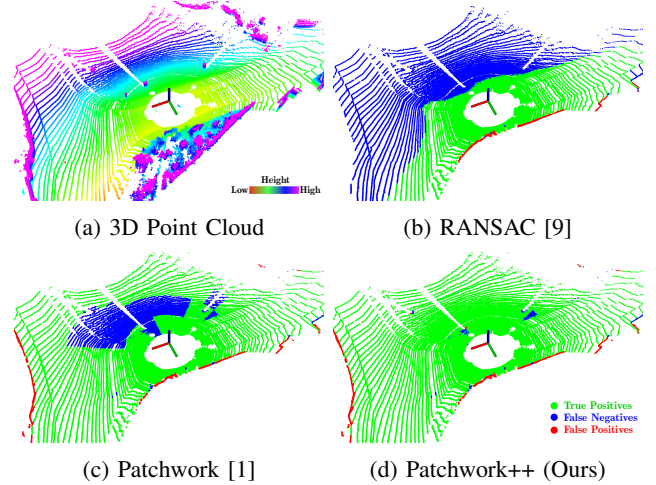 Height
Low High
(a) 3D Point Cloud
(b) RANSAC [9]
True Positives
False Negatives
False Positives
(c) Patchwork [1]
(d) Patchwork++ (Ours)